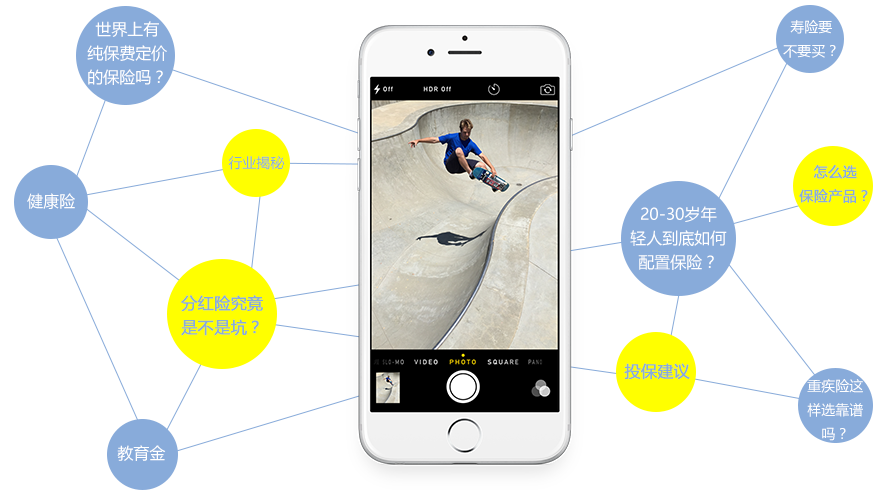 世界上有
纯保费定价
的保险吗？
行业揭秘
健康险
分红险究竟
是不是坑？
教育金
Off
HDR Off
SLO-MO
VIDEO
PHOTO
SQUARE
PANO
寿险要
不要买？
怎么选
保险产品？
20-30岁年
轻人到底如何
配置保险？
投保建议
重疾险这
样选靠谱
吗？